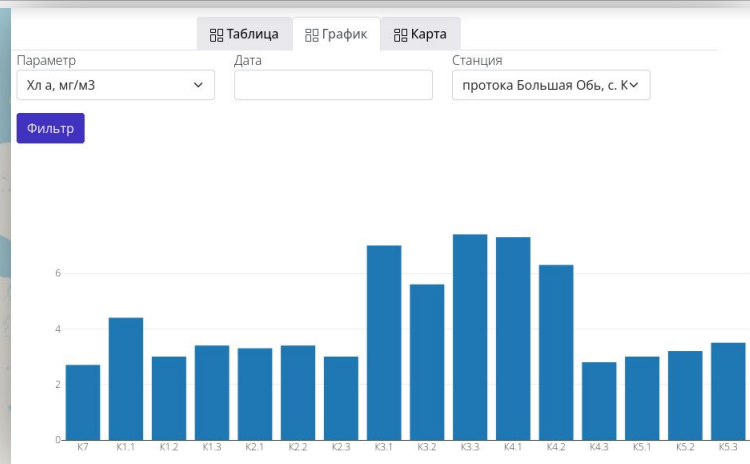 Таблица График Карта
Параметр Дата Станция
Хл а, мг/м3 протока Большая Обь, с. К
Фильтр
6
4
2
0
К7 К1.1 К1.2 К1.3 К2.1 К2.2 К2.3 К3.1 К3.2 К3.3 К4.1 К4.2 К4.3 К5.1 К5.2 К5.3